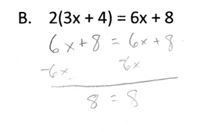 B. 2(3x + 4) = 6x + 8
6x+8 = 6x+8
-6x -6x
8 = 8